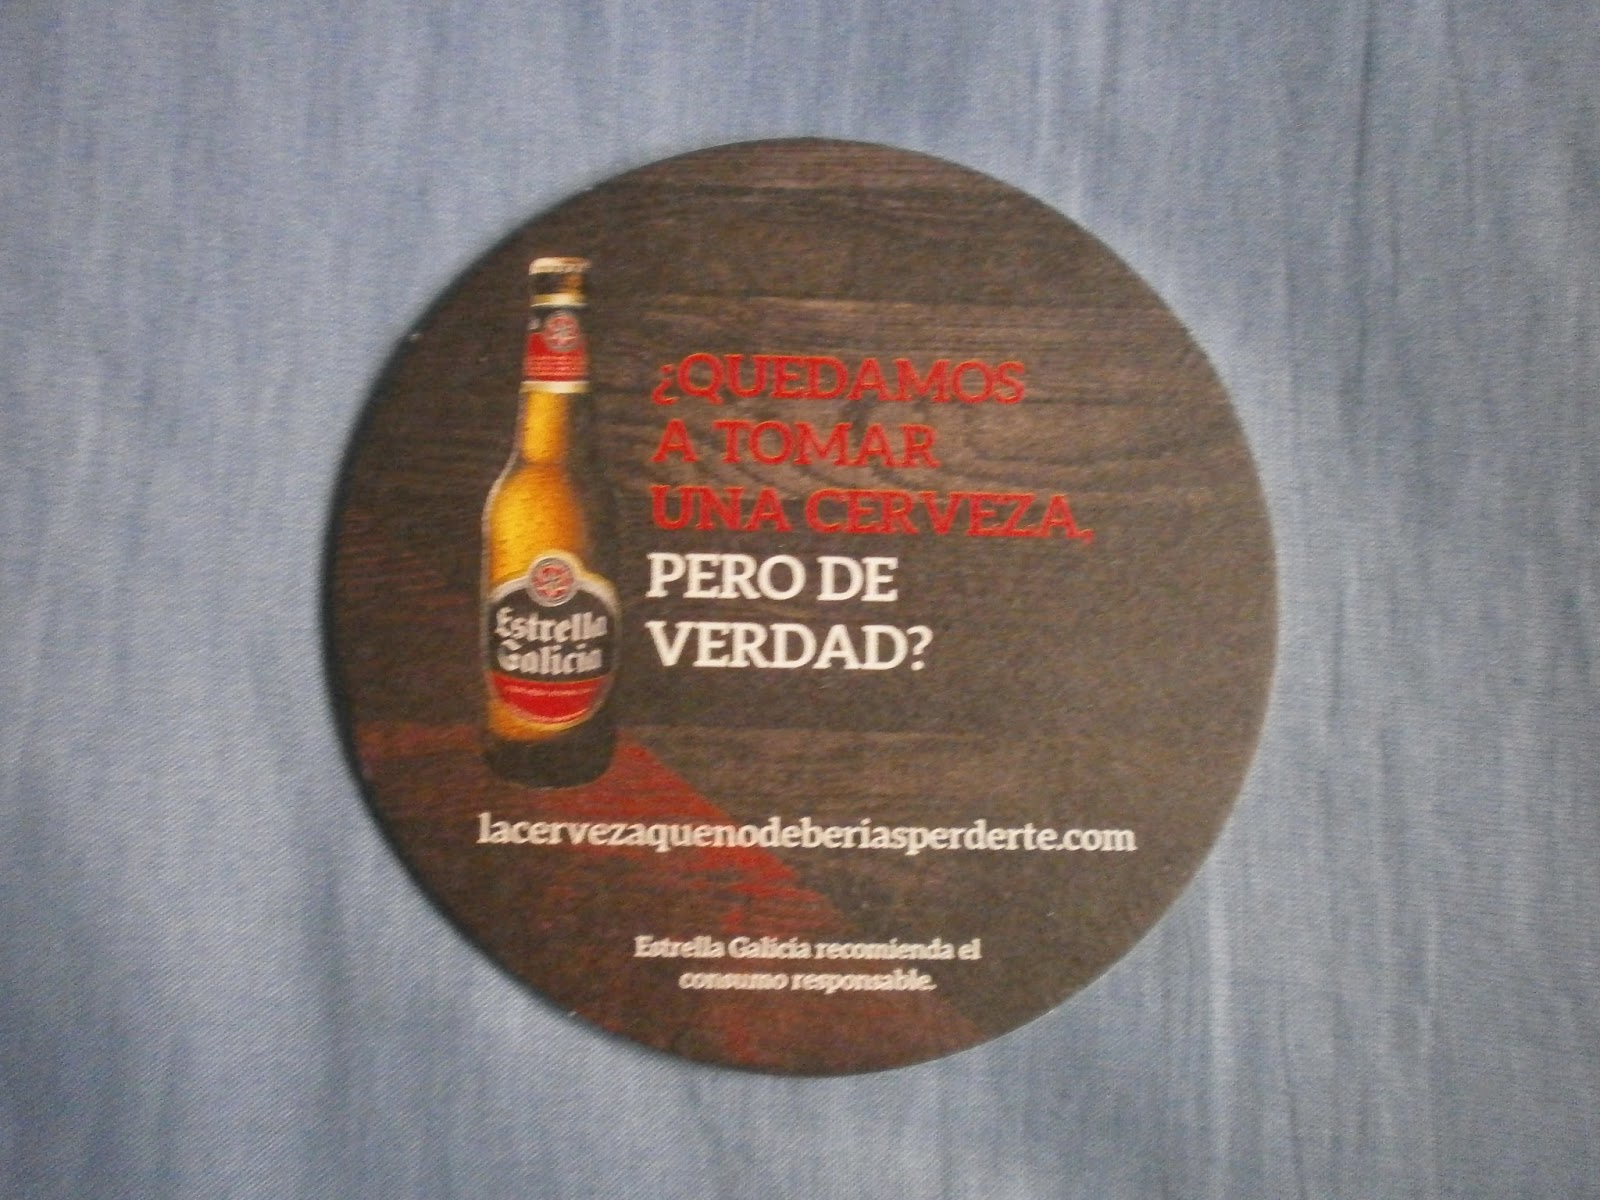 ¿QUEDAMOS
A TOMAR
UNA CERVEZA,
PERO DE
VERDAD?
Estrella
Galicia
lacervezaquenodeberiasperderte.com
Estrella Galicia recomienda el
consumo responsable.